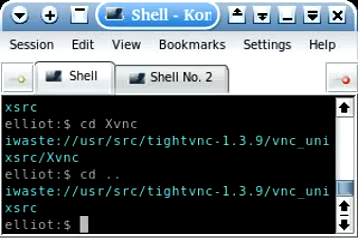 Shell - Kon
Session Edit View Bookmarks Settings Help
Shell Shell No. 2
xsrc
elliot:$ cd Xvnc
iwaste://usr/src/tightvnc-1.3.9/vnc_uni
xsrc/Xvnc
elliot:$ cd ..
iwaste://usr/src/tightvnc-1.3.9/vnc_uni
xsrc
elliot:$